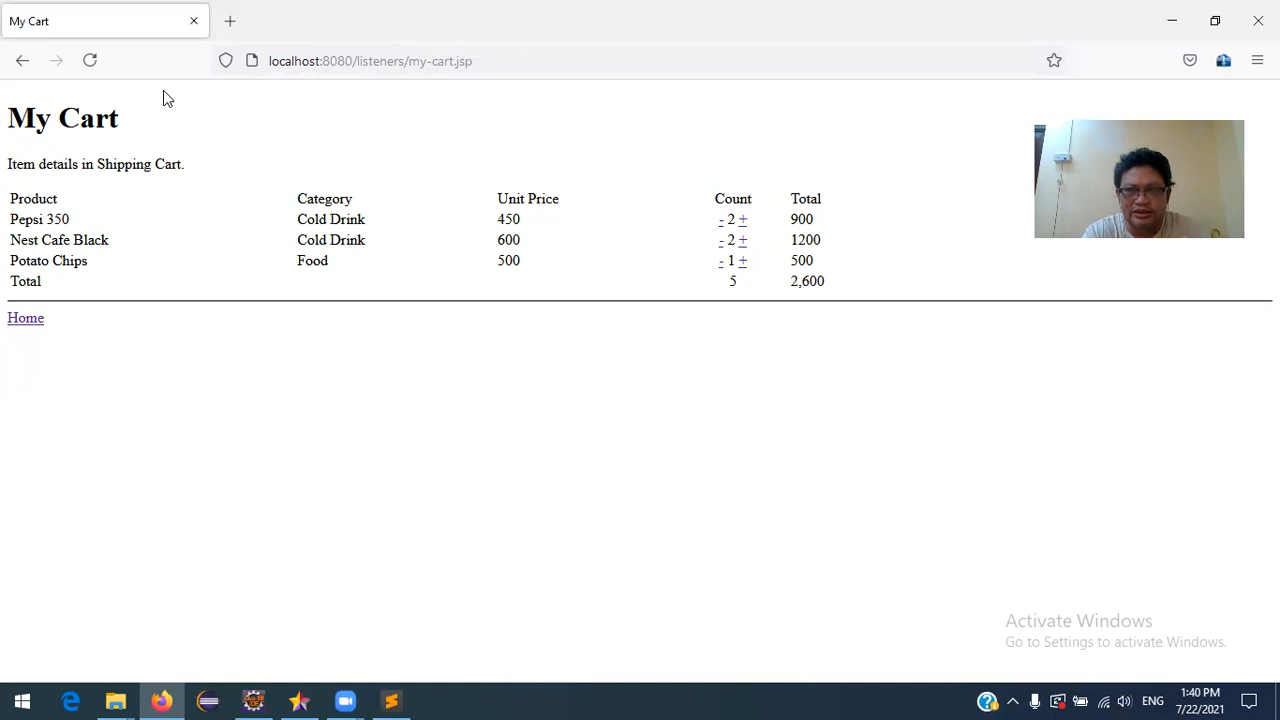 My Cart
localhost:8080/listeners/my-cart.jsp
My Cart
Item details in Shipping Cart.
Product Category Unit Price Count Total
Pepsi 350 Cold Drink 450 - 2 + 900
Nest Cafe Black Cold Drink 600 - 2 + 1200
Potato Chips Food 500 - 1 + 500
Total 5 2,600
Home
Activate Windows
Go to Settings to activate Windows.
ENG
1:40 PM
7/22/2021